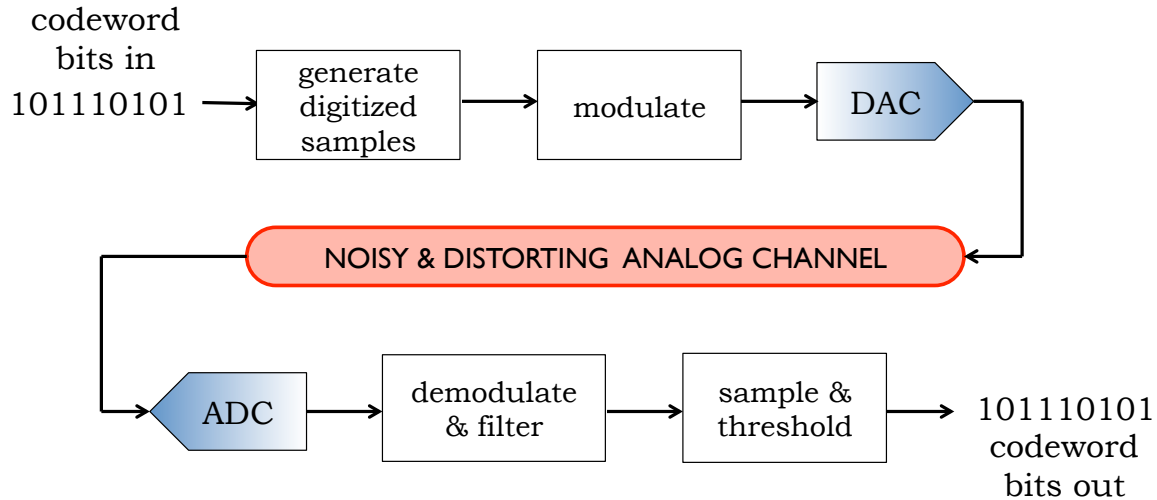 codeword
bits in
101110101
generate
digitized
samples
modulate
DAC
NOISY & DISTORTING ANALOG CHANNEL
ADC
demodulate
& filter
sample &
threshold
101110101
codeword
bits out